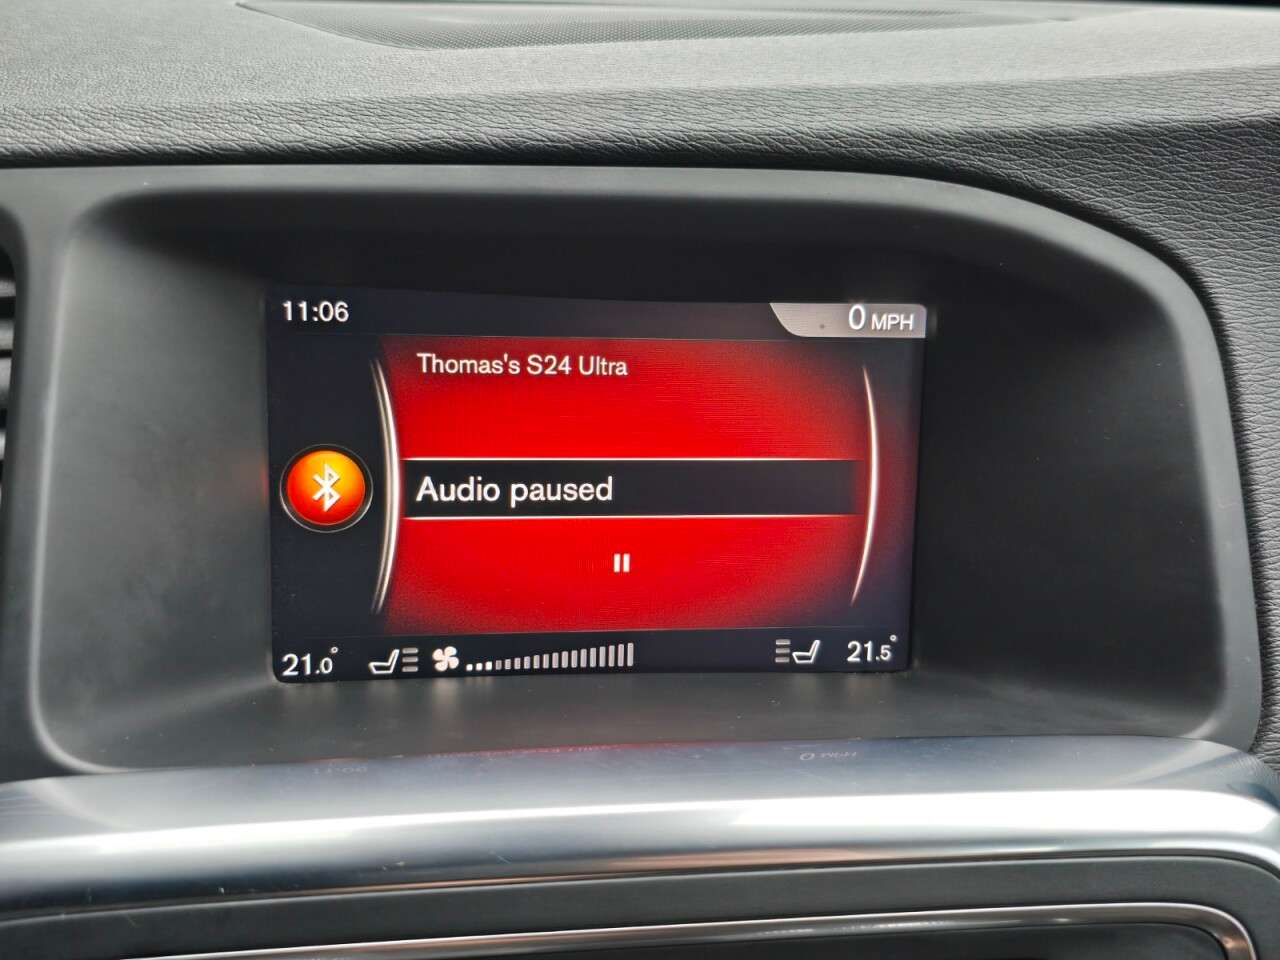 11:06
0 MPH
Thomas's S24 Ultra
Audio paused
21.0°
21.5°